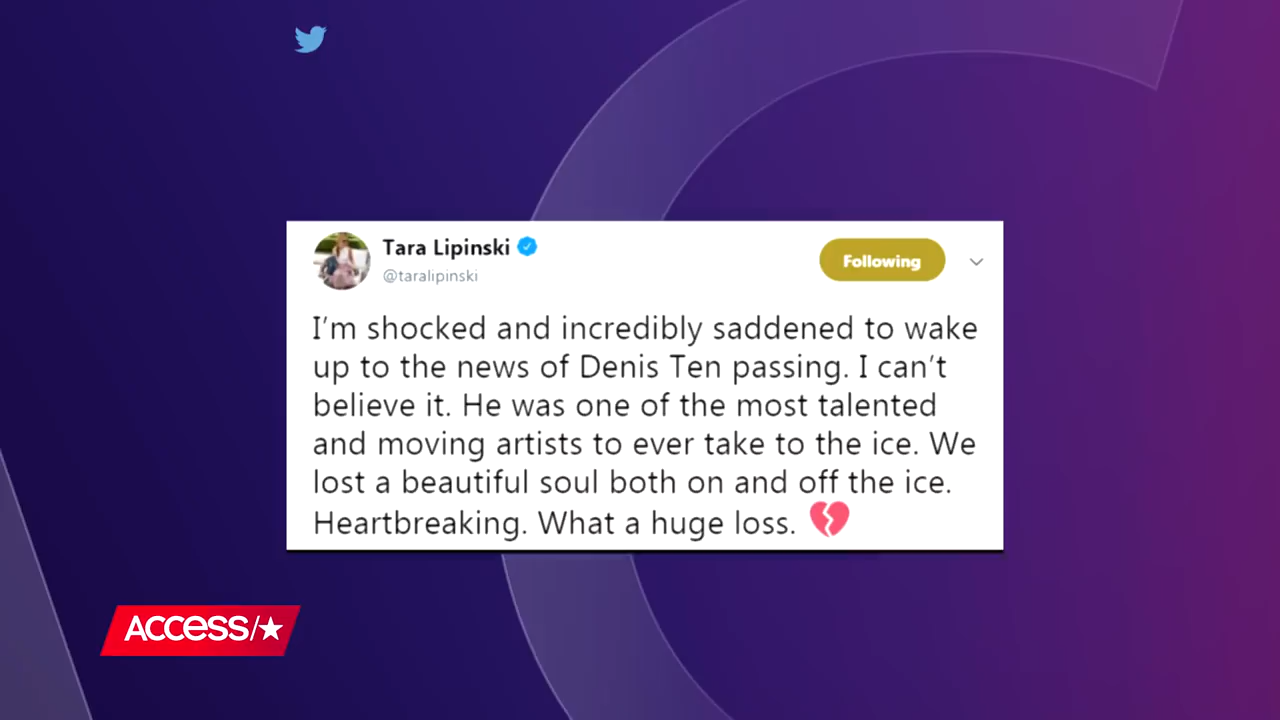 Tara Lipinski
@taralipinski
Following
I’m shocked and incredibly saddened to wake
up to the news of Denis Ten passing. I can’t
believe it. He was one of the most talented
and moving artists to ever take to the ice. We
lost a beautiful soul both on and off the ice.
Heartbreaking. What a huge loss. 💔
ACCESS/★